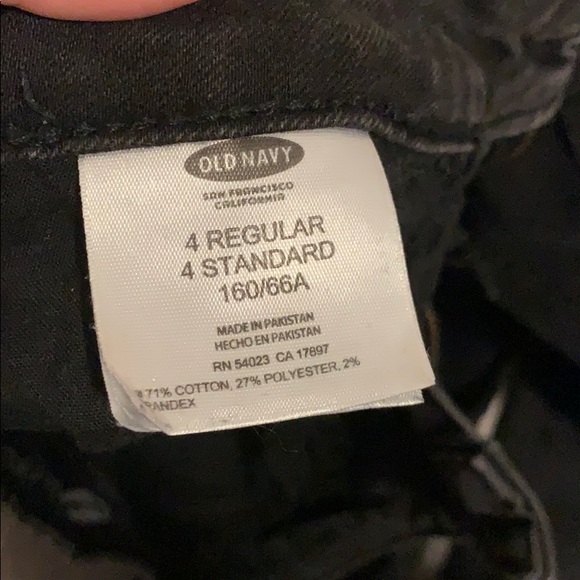 OLD NAVY
SAN FRANCISCO
CALIFORNIA
4 REGULAR
4 STANDARD
160/66A
MADE IN PAKISTAN
HECHO EN PAKISTAN
RN 54023 CA 17897
71% COTTON, 27% POLYESTER, 2%
SPANDEX